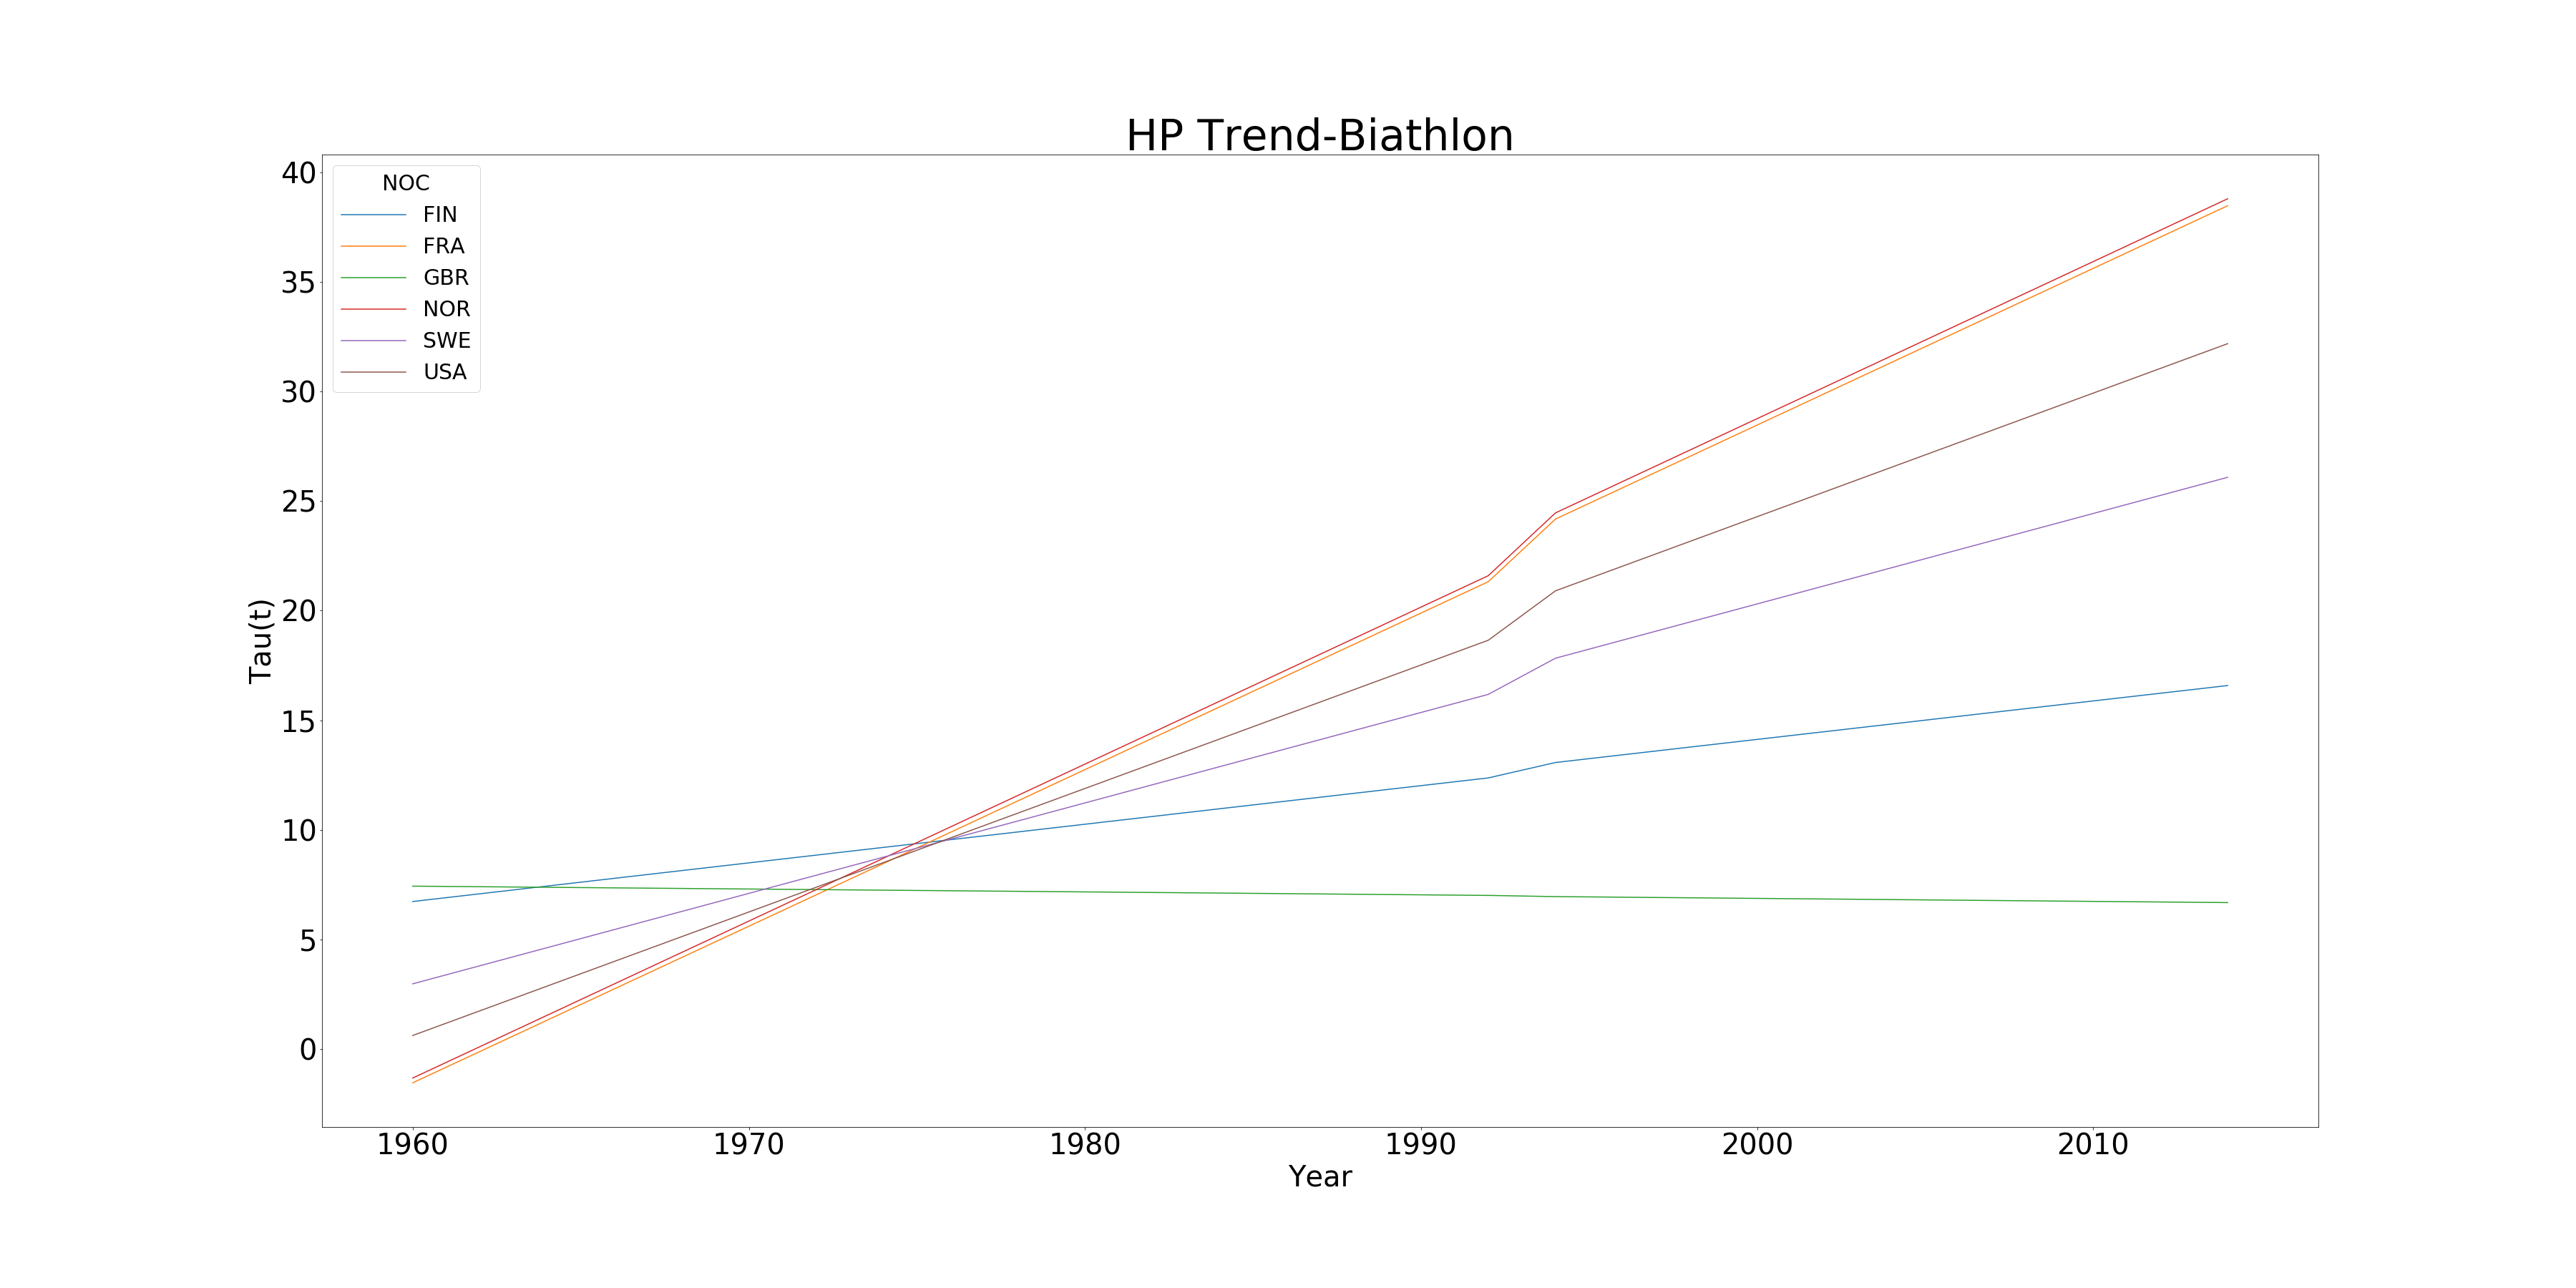 HP Trend-Biathlon
NOC
FIN
FRA
GBR
NOR
SWE
USA
40
35
30
25
20
15
10
5
0
Tau(t)
1960 1970 1980 1990 2000 2010
Year